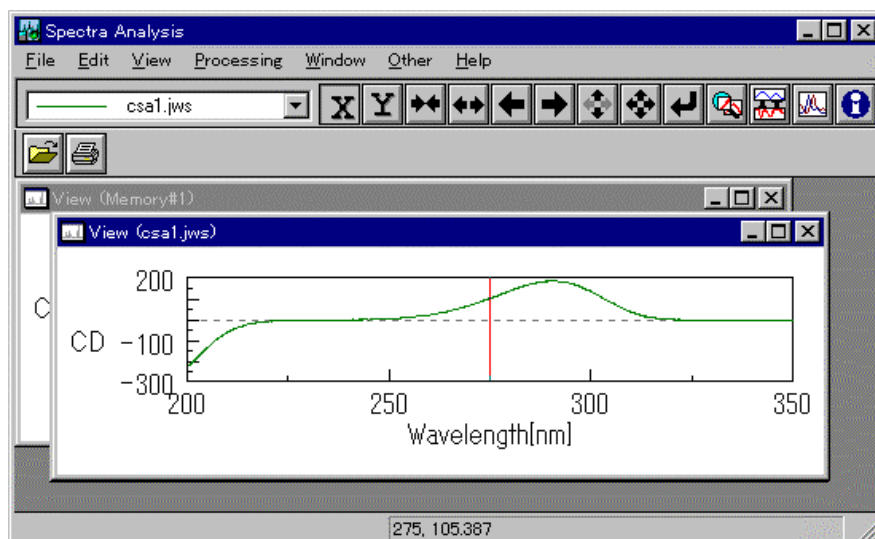 Spectra Analysis
File Edit View Processing Window Other Help
csa1.jws X Y
View (Memory#1)
View (csa1.jws)
C
200
CD -100
-300
200 250 300 350
Wavelength[nm]
275, 105.387